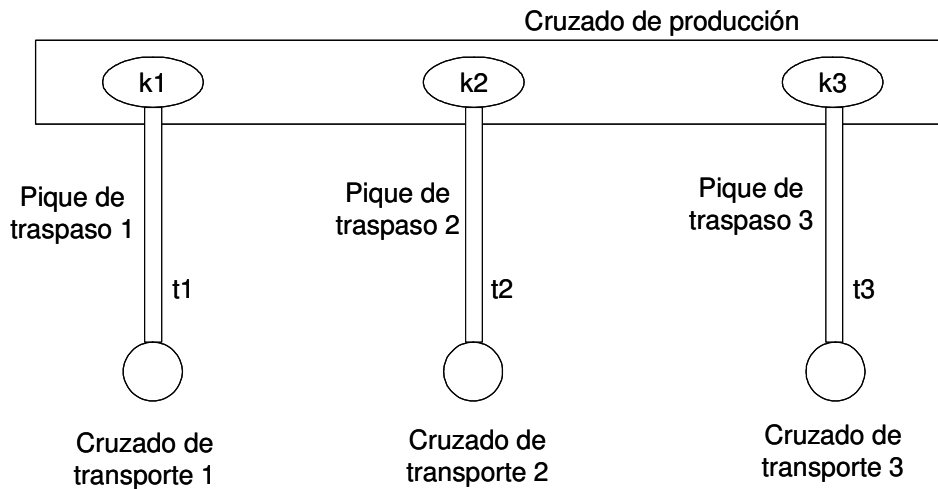 Cruzado de producción
k1
k2
k3
Pique de
traspaso 1
Pique de
traspaso 2
Pique de
traspaso 3
t1
t2
t3
Cruzado de
transporte 1
Cruzado de
transporte 2
Cruzado de
transporte 3